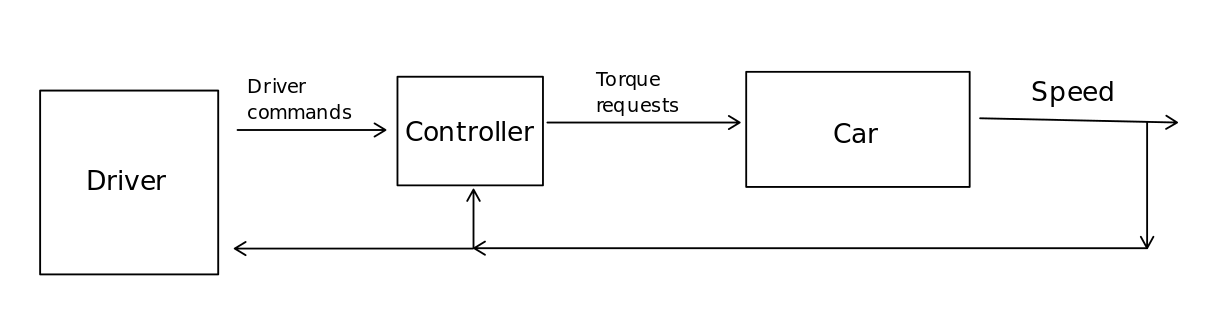 Driver
Driver
commands
Controller
Torque
requests
Car
Speed